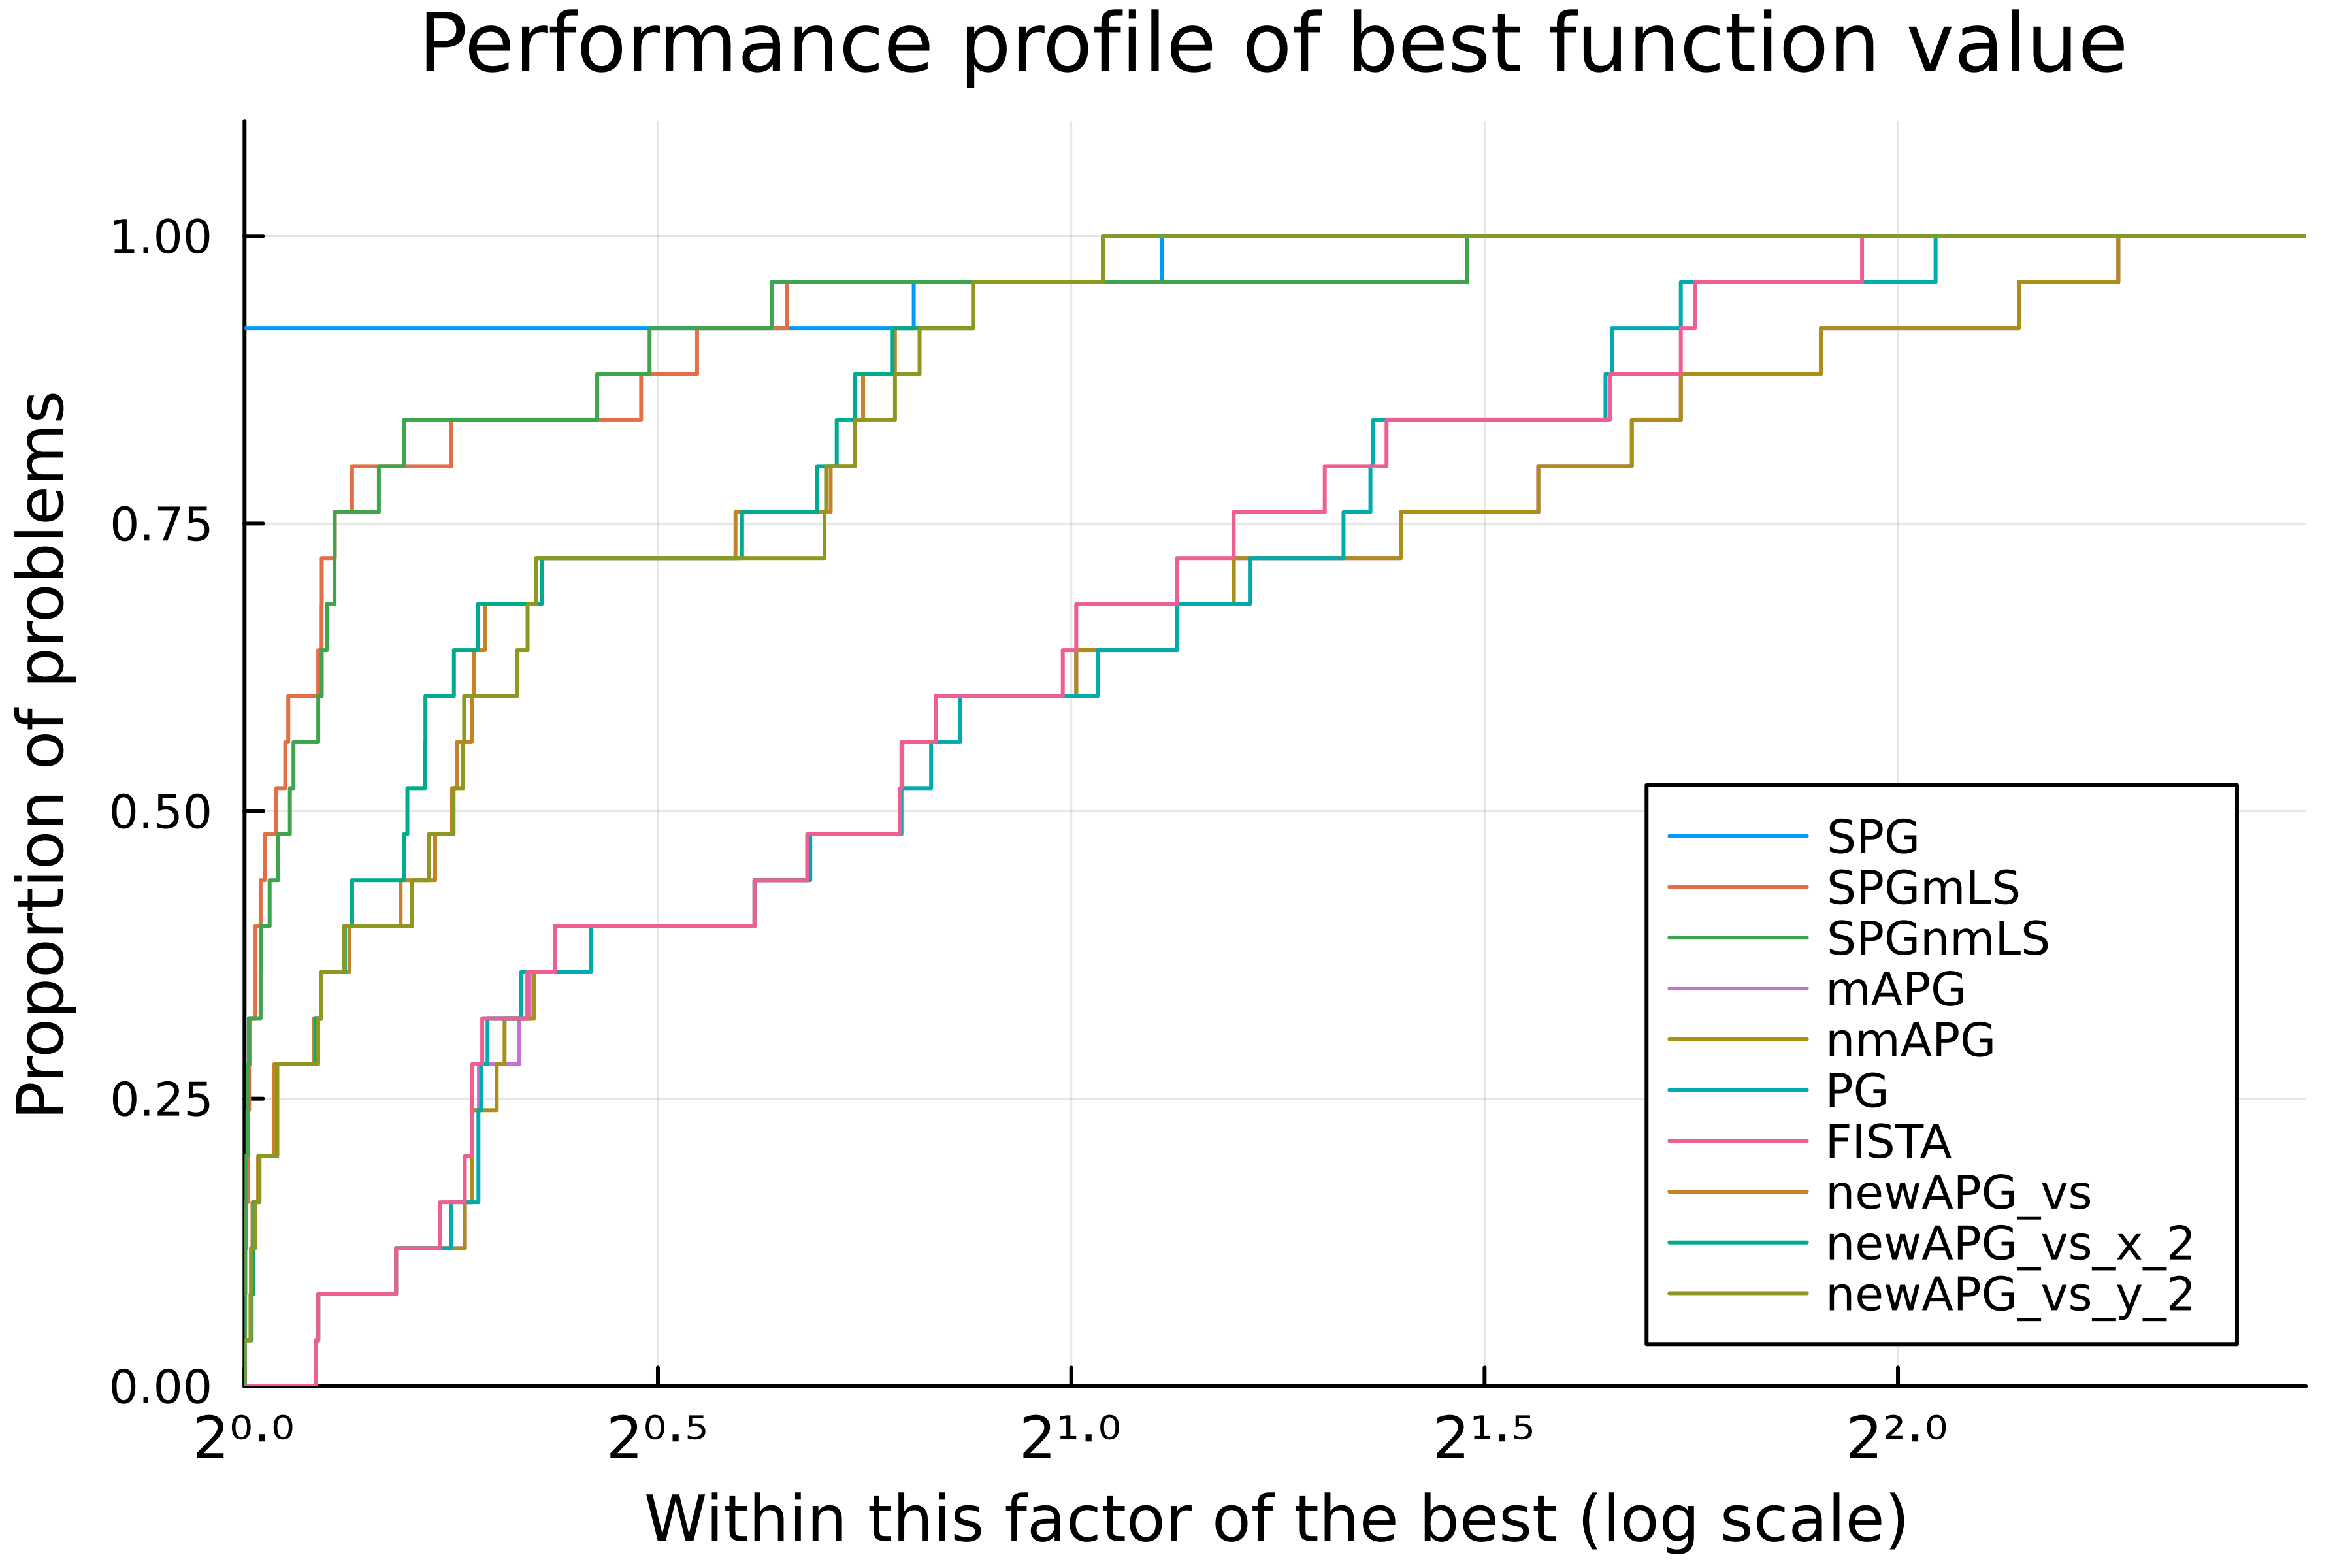 Performance profile of best function value
Proportion of problems
1.00
0.75
0.50
0.25
0.00
2⁰·⁰
2⁰·⁵
2¹·⁰
2¹·⁵
2²·⁰
Within this factor of the best (log scale)
SPG
SPGmLS
SPGnmLS
mAPG
nmAPG
PG
FISTA
newAPG_vs
newAPG_vs_x_2
newAPG_vs_y_2